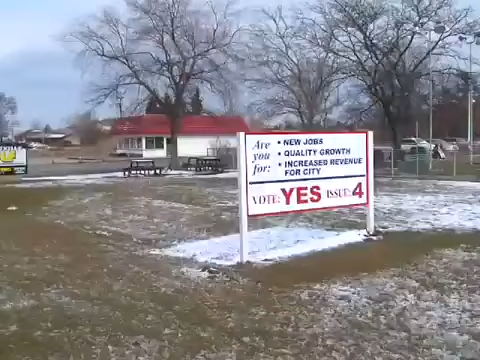 Are • NEW JOBS
you • QUALITY GROWTH
for: • INCREASED REVENUE
FOR CITY
VOTE: YES ISSUE: 4